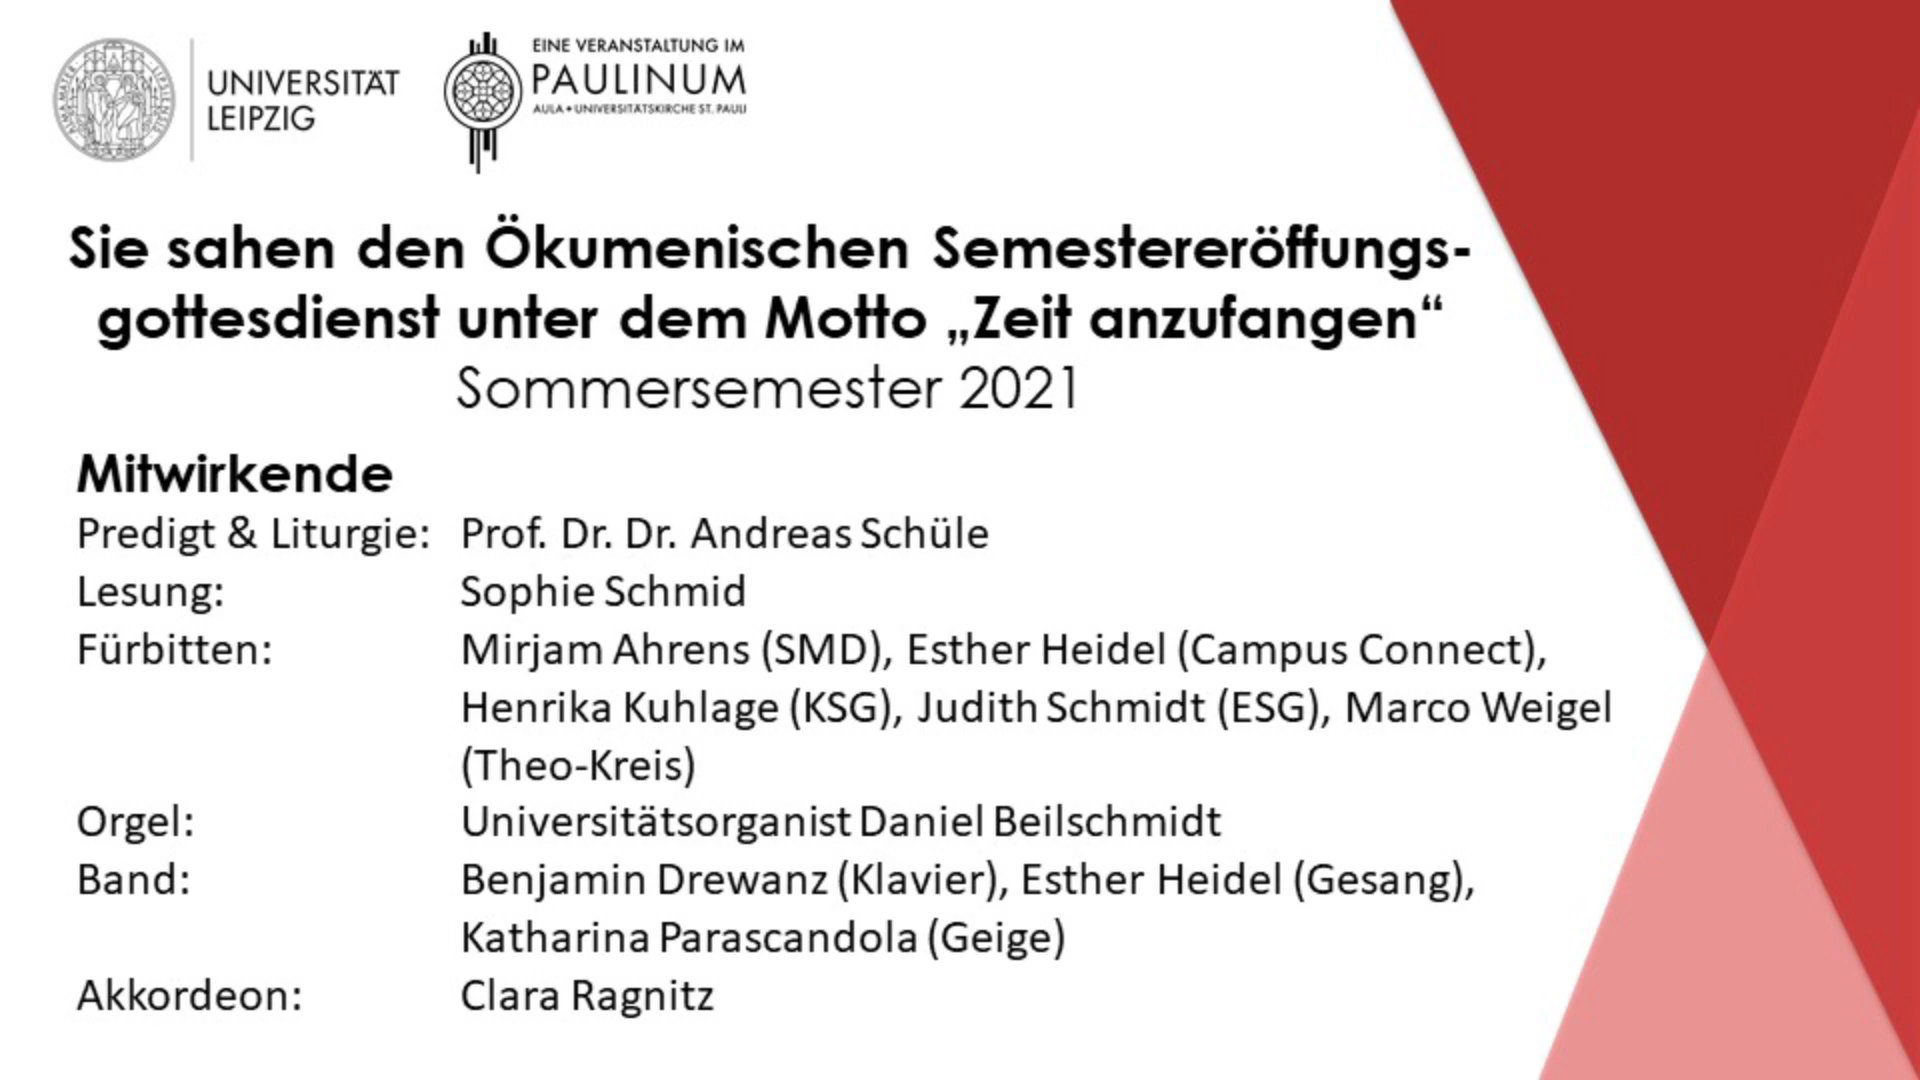 UNIVERSITÄT
LEIPZIG
EINE VERANSTALTUNG IM
PAULINUM
AULA + UNIVERSITÄTSKIRCHE ST. PAULI
Sie sahen den Ökumenischen Semestereröffungs-
gottesdienst unter dem Motto „Zeit anzufangen“
Sommersemester 2021
Mitwirkende
Predigt & Liturgie: Prof. Dr. Dr. Andreas Schüle
Lesung: Sophie Schmid
Fürbitten: Mirjam Ahrens (SMD), Esther Heidel (Campus Connect),
Henrika Kuhlage (KSG), Judith Schmidt (ESG), Marco Weigel
(Theo-Kreis)
Orgel: Universitätsorganist Daniel Beilschmidt
Band: Benjamin Drewanz (Klavier), Esther Heidel (Gesang),
Katharina Parascandola (Geige)
Akkordeon: Clara Ragnitz